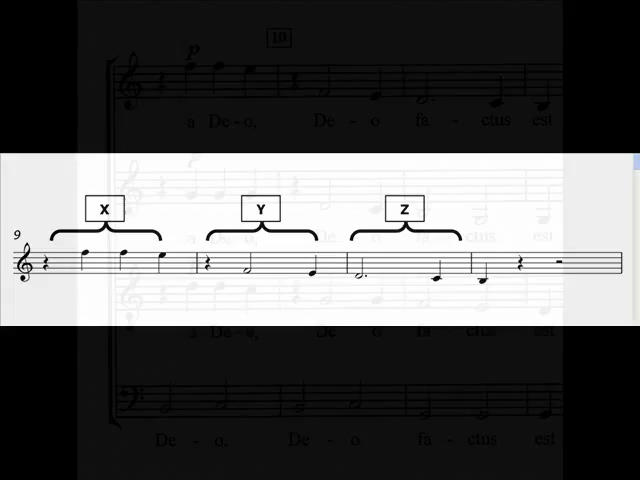 10
p
a De - o, De - o fa - ctus est
X Y Z
9
a De - o, De o fa - ctus est
De - o, De - o fa - ctus est